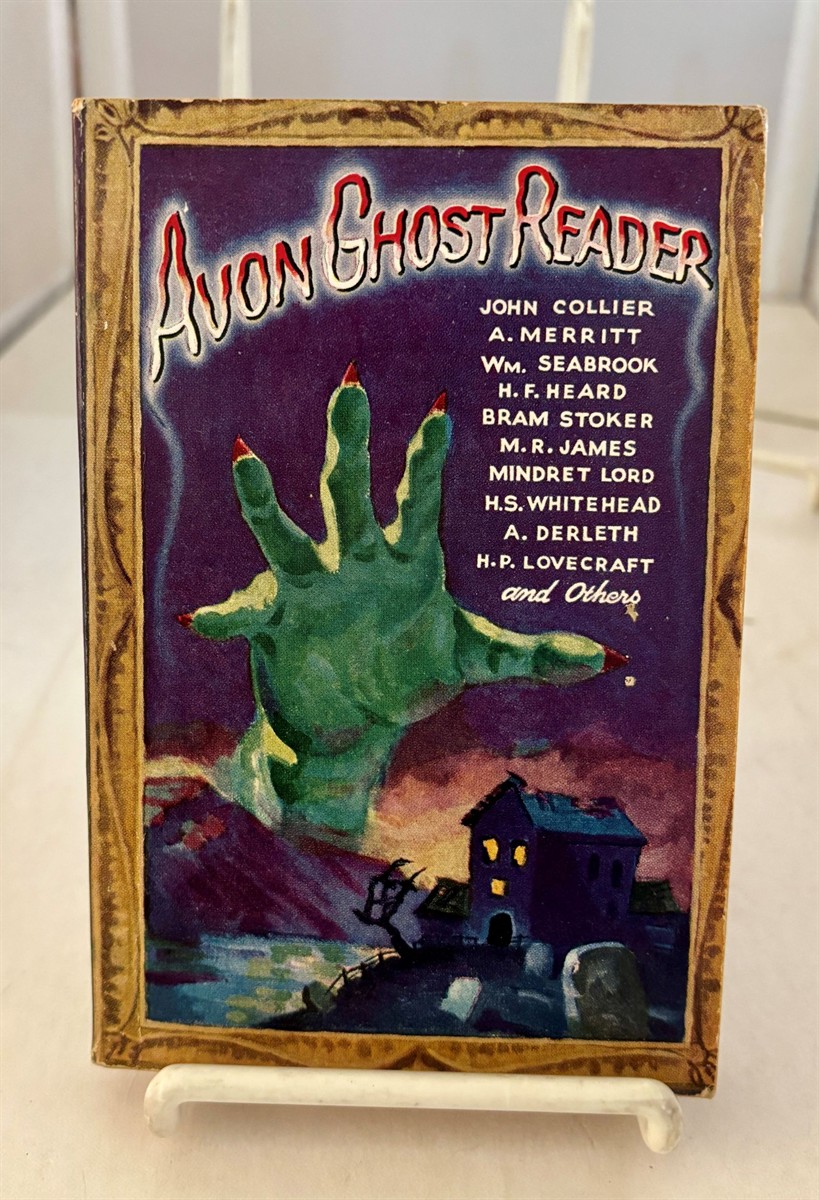 AVON GHOST READER
JOHN COLLIER
A. MERRITT
WM. SEABROOK
H. F. HEARD
BRAM STOKER
M. R. JAMES
MINDRET LORD
H.S. WHITEHEAD
A. DERLETH
H. P. LOVECRAFT
and Others